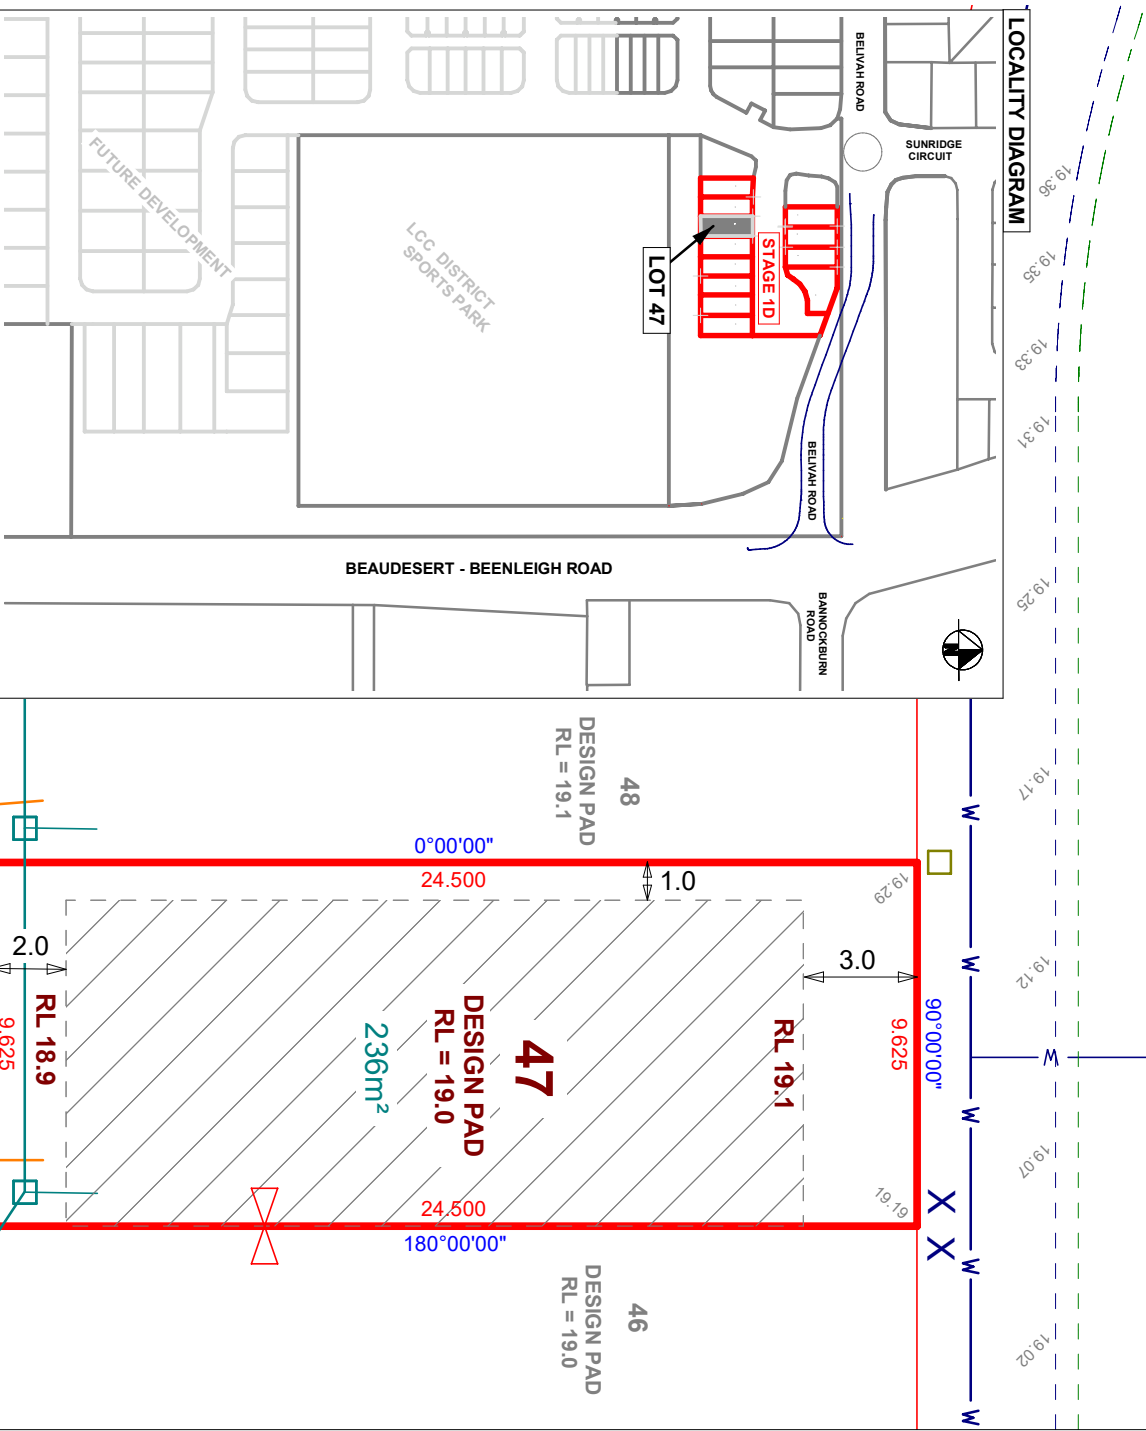 LOCALITY DIAGRAM
BELIVAH ROAD
SUNRIDGE
CIRCUIT
FUTURE DEVELOPMENT
LCC DISTRICT
SPORTS PARK
LOT 47
STAGE 1D
BELIVAH ROAD
BEAUDESERT - BEENLEIGH ROAD
BANNOCKBURN
ROAD
N
19.36
19.35
19.33
19.31
19.25
19.17
19.12
19.07
19.02
48
DESIGN PAD
RL = 19.1
0°00'00"
24.500
1.0
19.29
2.0
3.0
RL 18.9
9.625
47
DESIGN PAD
RL = 19.0
236m²
RL 19.1
9.625
90°00'00"
W
W
W
W
W
W
24.500
180°00'00"
19.19
X X
46
DESIGN PAD
RL = 19.0